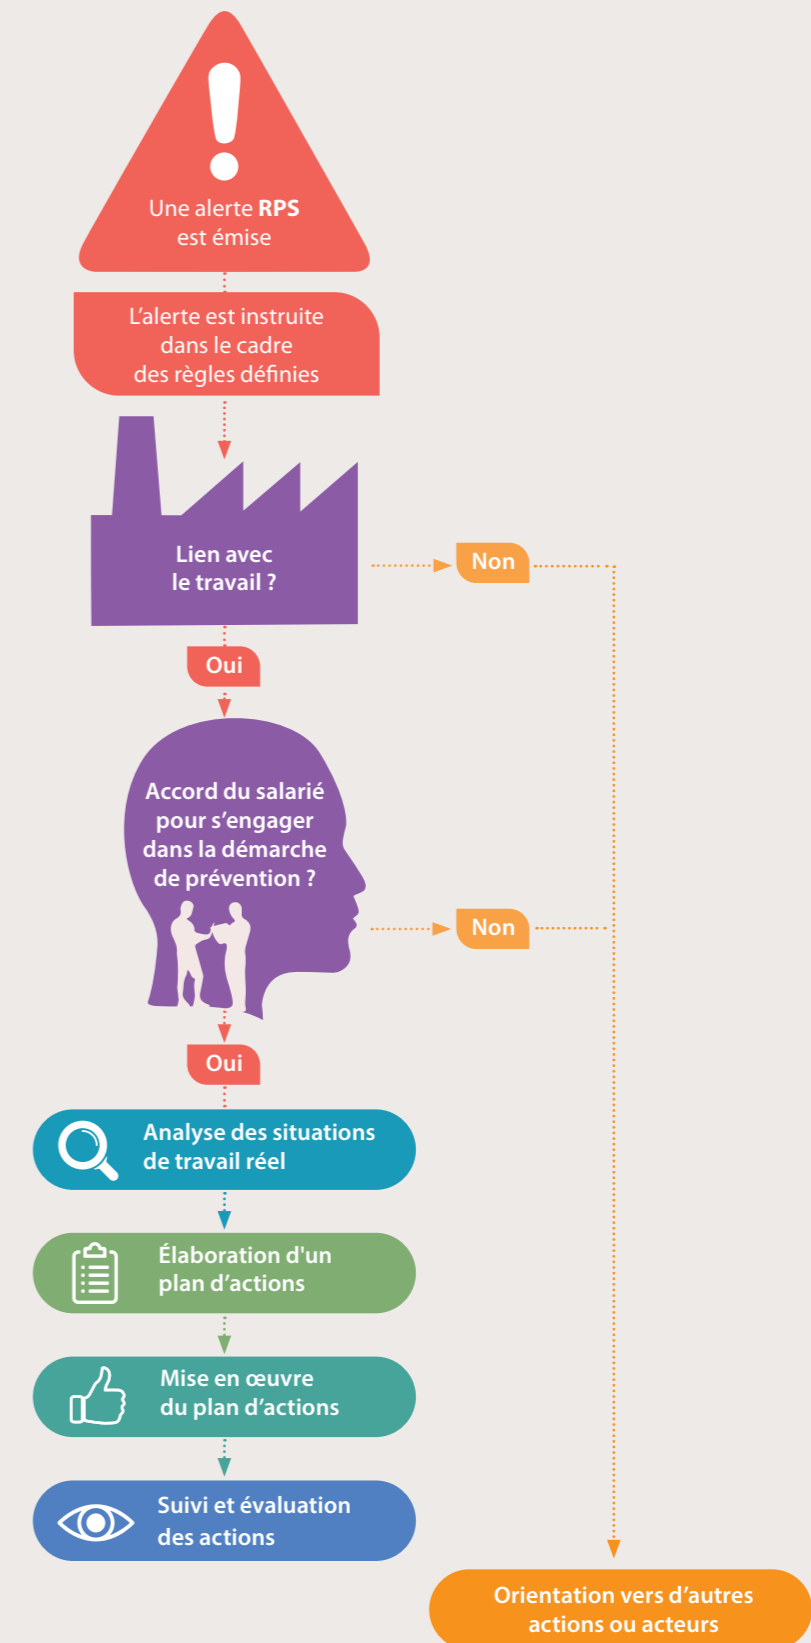 Une alerte RPS
est émise
L’alerte est instruite
dans le cadre
des règles définies
Lien avec
le travail ?
Non
Oui
Accord du salarié
pour s’engager
dans la démarche
de prévention ?
Non
Oui
Analyse des situations
de travail réel
Élaboration d'un
plan d’actions
Mise en œuvre
du plan d’actions
Suivi et évaluation
des actions
Orientation vers d’autres
actions ou acteurs